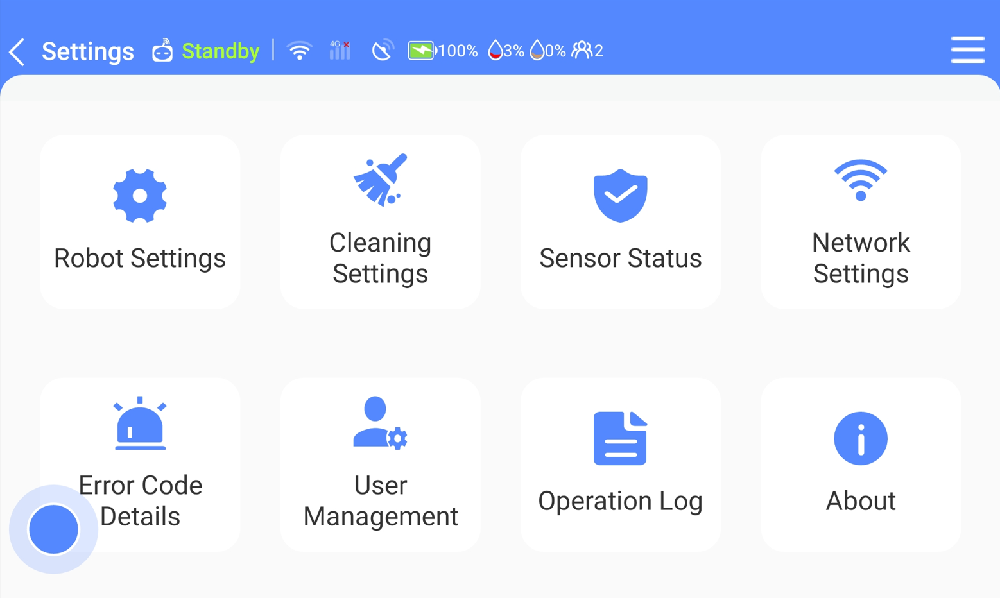 Settings Standby 4G 100% 3% 0% 2
Robot Settings
Cleaning
Settings
Sensor Status
Network
Settings
Error Code
Details
User
Management
Operation Log
About